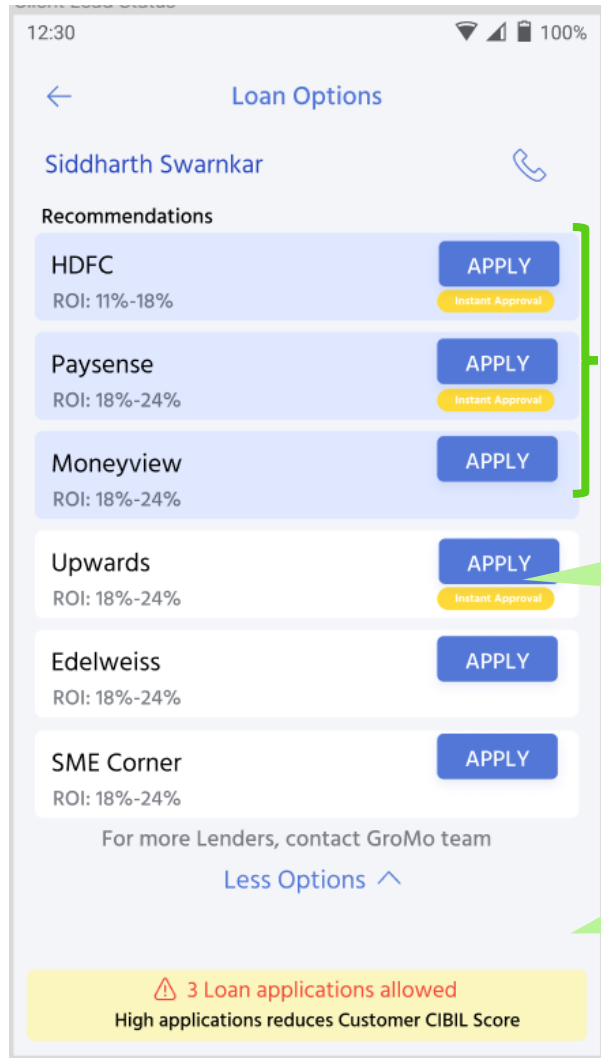 Client Lead Status
12:30 100%
Loan Options
Siddharth Swarnkar
Recommendations
HDFC APPLY
ROI: 11%-18% Instant Approval
Paysense APPLY
ROI: 18%-24% Instant Approval
Moneyview APPLY
ROI: 18%-24%
Upwards APPLY
ROI: 18%-24% Instant Approval
Edelweiss APPLY
ROI: 18%-24%
SME Corner APPLY
ROI: 18%-24%
For more Lenders, contact GroMo team
Less Options
3 Loan applications allowed
High applications reduces Customer CIBIL Score